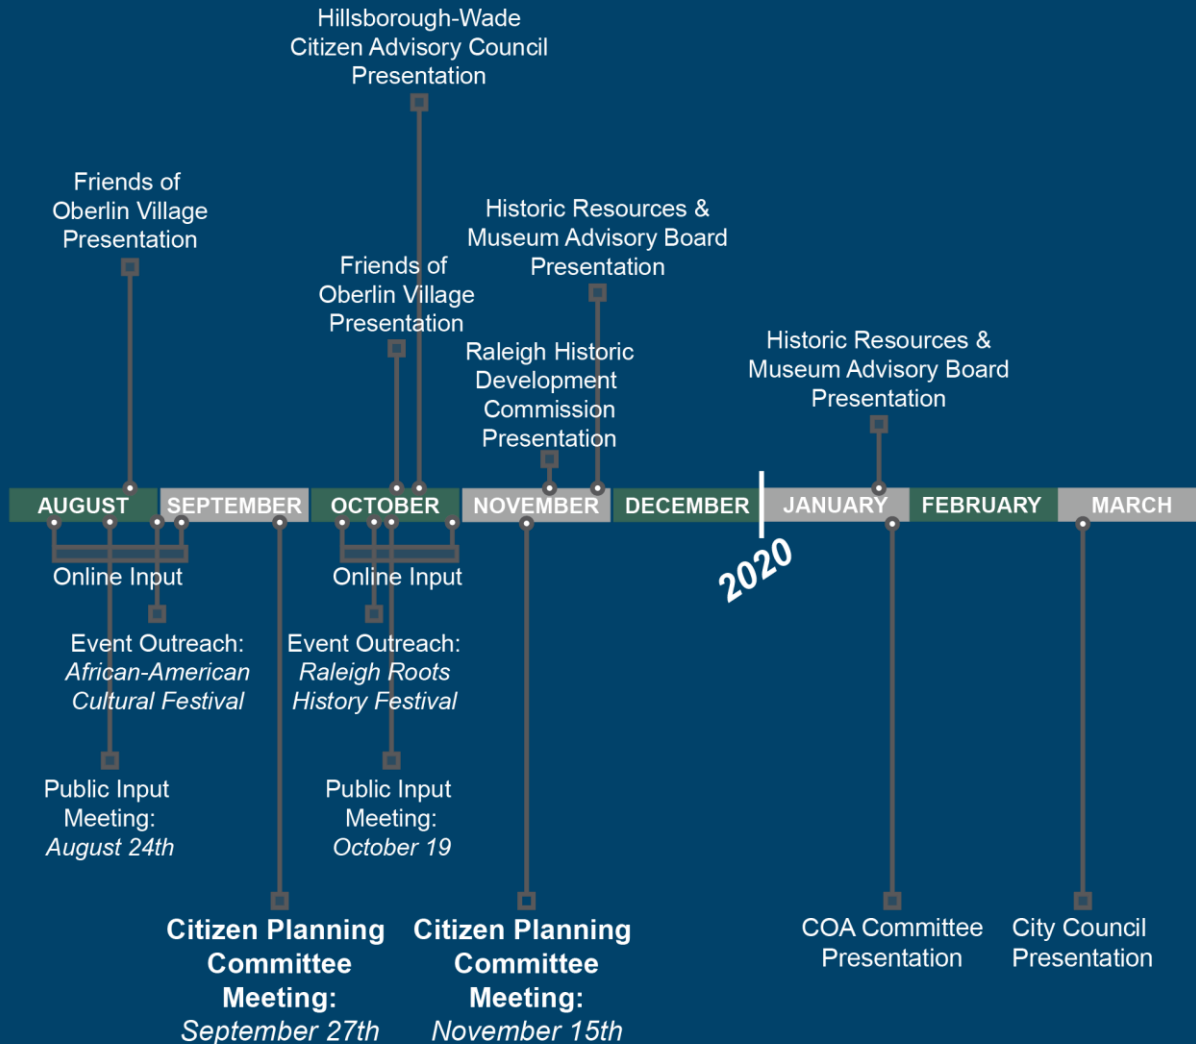 Hillsborough-Wade
Citizen Advisory Council
Presentation
Friends of
Oberlin Village
Presentation
Historic Resources &
Museum Advisory Board
Presentation
Friends of
Oberlin Village
Presentation
Raleigh Historic
Development
Commission
Presentation
Historic Resources &
Museum Advisory Board
Presentation
AUGUST SEPTEMBER OCTOBER NOVEMBER DECEMBER JANUARY FEBRUARY MARCH
2020
Online Input
Online Input
Event Outreach:
African-American
Cultural Festival
Event Outreach:
Raleigh Roots
History Festival
Public Input
Meeting:
August 24th
Public Input
Meeting:
October 19
Citizen Planning
Committee
Meeting:
September 27th
Citizen Planning
Committee
Meeting:
November 15th
COA Committee
Presentation
City Council
Presentation